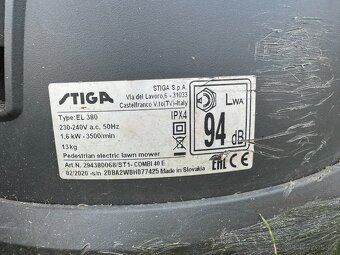 STIGA
STIGA S.p.A
Via del Lavoro,6 - 31033
Castelfranco V.to(TV)-Italy
Type: EL 380
230-240V a.c. 50Hz
1,6 kW - 3500/min
13kg
IPX4
LWA
94 dB
Pedestrian electric lawn mower
Art.N. 294380068/ST1- COMBI 40 E
02/2020 -s/n 20BA2WBH077425 Made in Slovakia
EAC CE